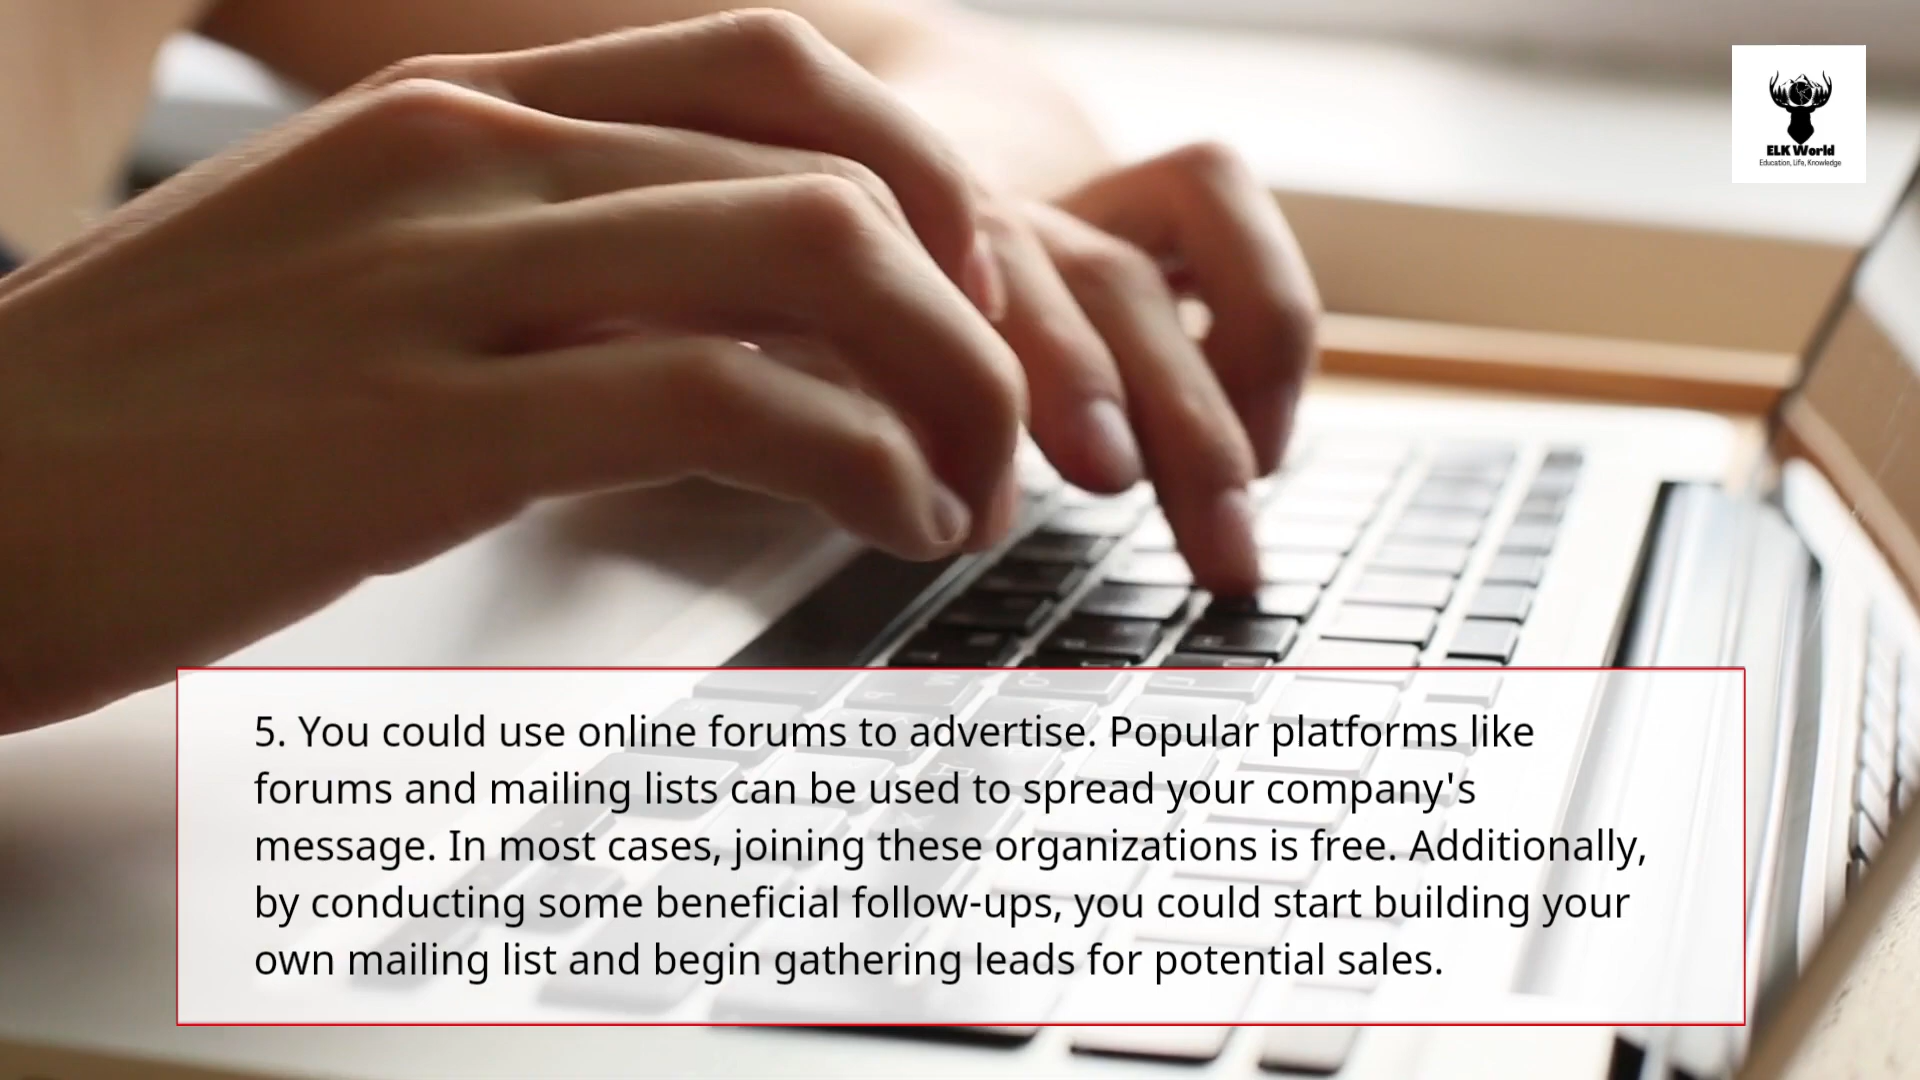 ELK World
Education, Life, Knowledge
5. You could use online forums to advertise. Popular platforms like
forums and mailing lists can be used to spread your company's
message. In most cases, joining these organizations is free. Additionally,
by conducting some beneficial follow-ups, you could start building your
own mailing list and begin gathering leads for potential sales.